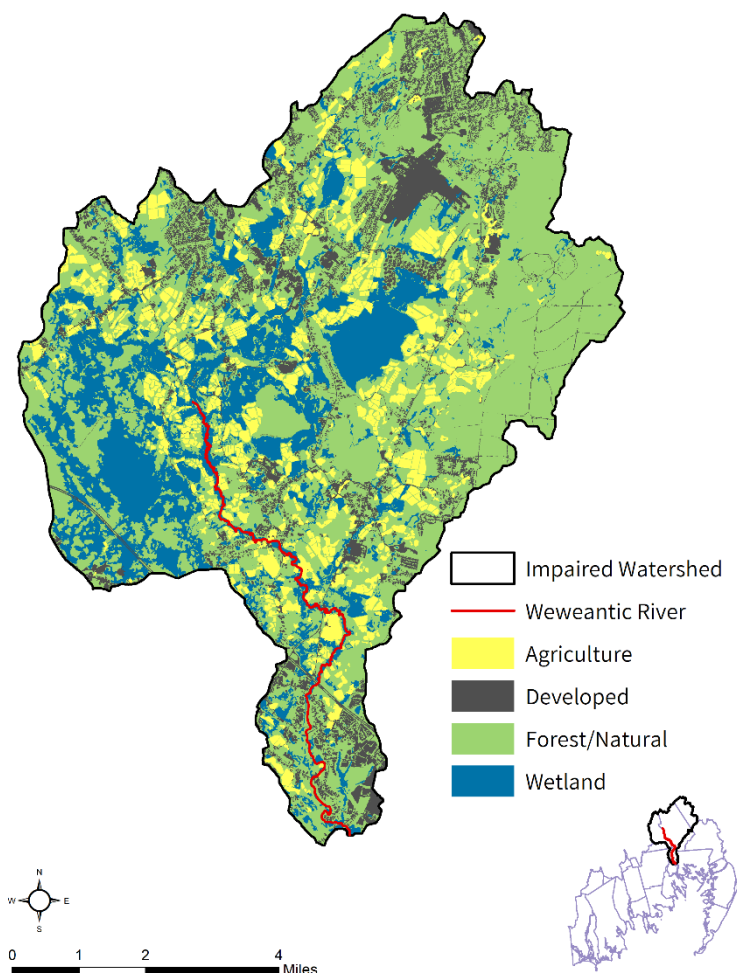 Impaired Watershed
Weweantic River
Agriculture
Developed
Forest/Natural
Wetland
N
W E
S
0 1 2 4
Miles